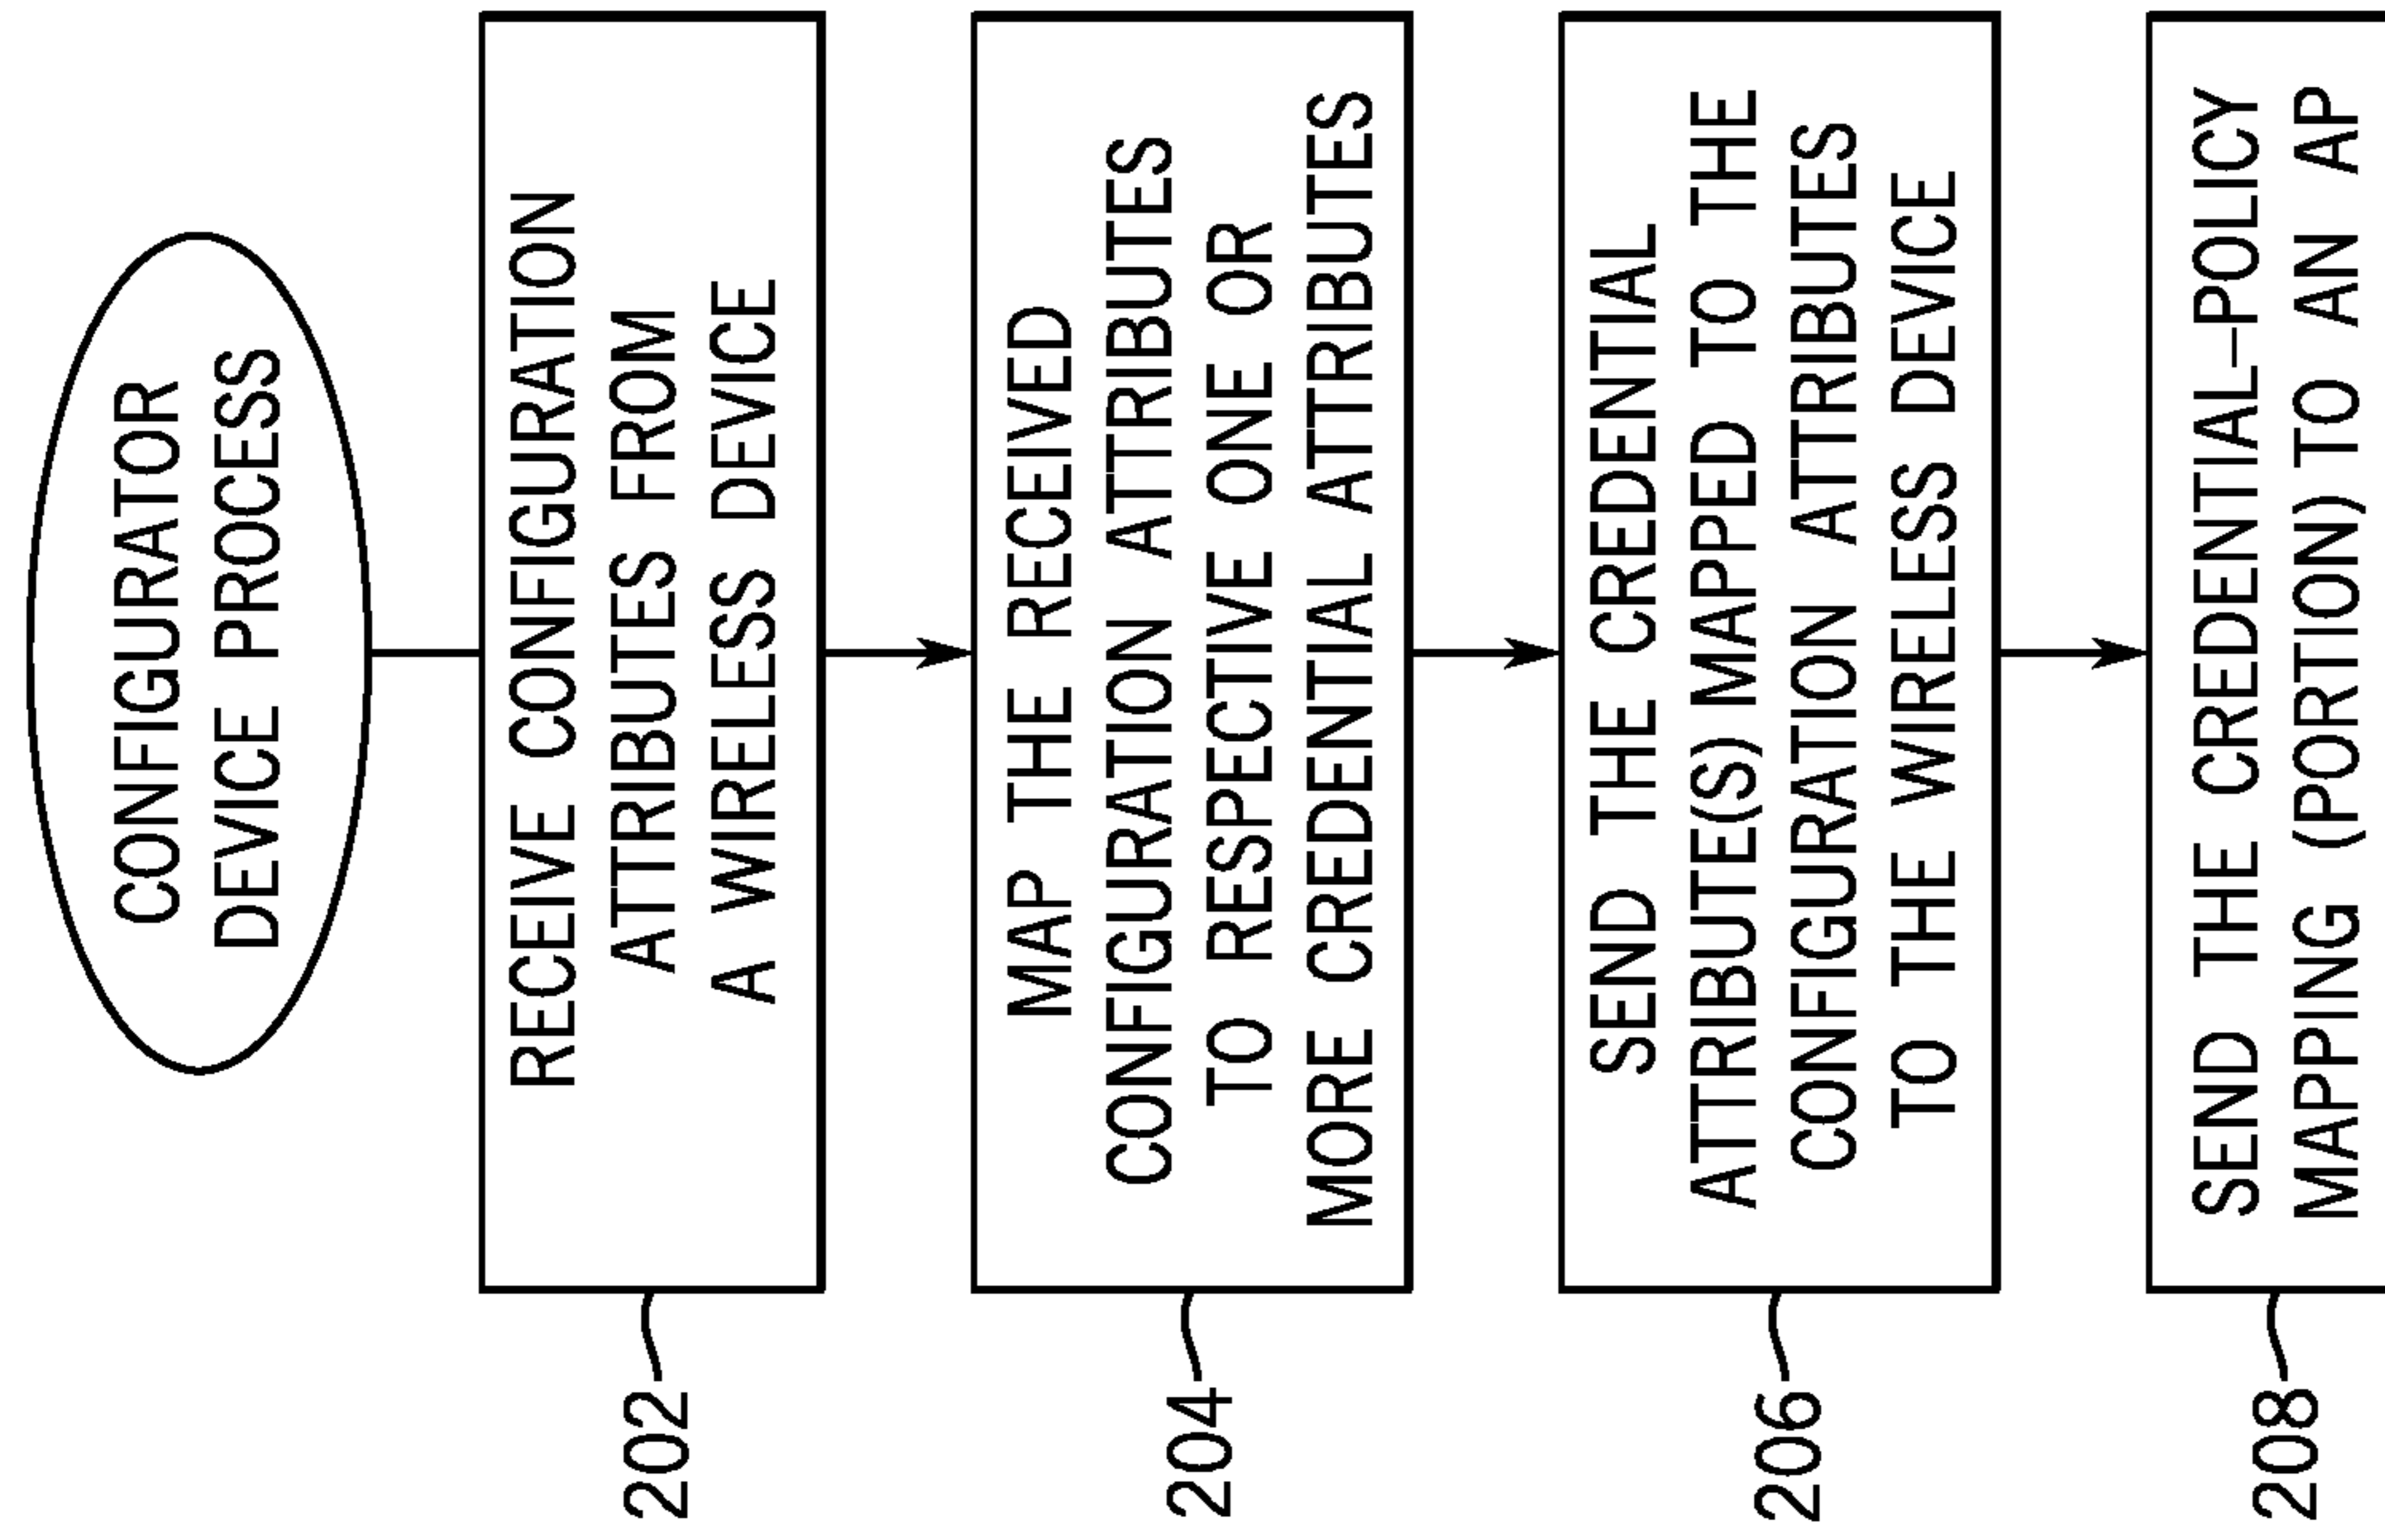 CONFIGURATOR
DEVICE PROCESS
RECEIVE CONFIGURATION
ATTRIBUTES FROM
A WIRELESS DEVICE
202
MAP THE RECEIVED
CONFIGURATION ATTRIBUTES
TO RESPECTIVE ONE OR
MORE CREDENTIAL ATTRIBUTES
204
SEND THE CREDENTIAL
ATTRIBUTE(S) MAPPED TO THE
CONFIGURATION ATTRIBUTES
TO THE WIRELESS DEVICE
206
SEND THE CREDENTIAL-POLICY
MAPPING (PORTION) TO AN AP
208